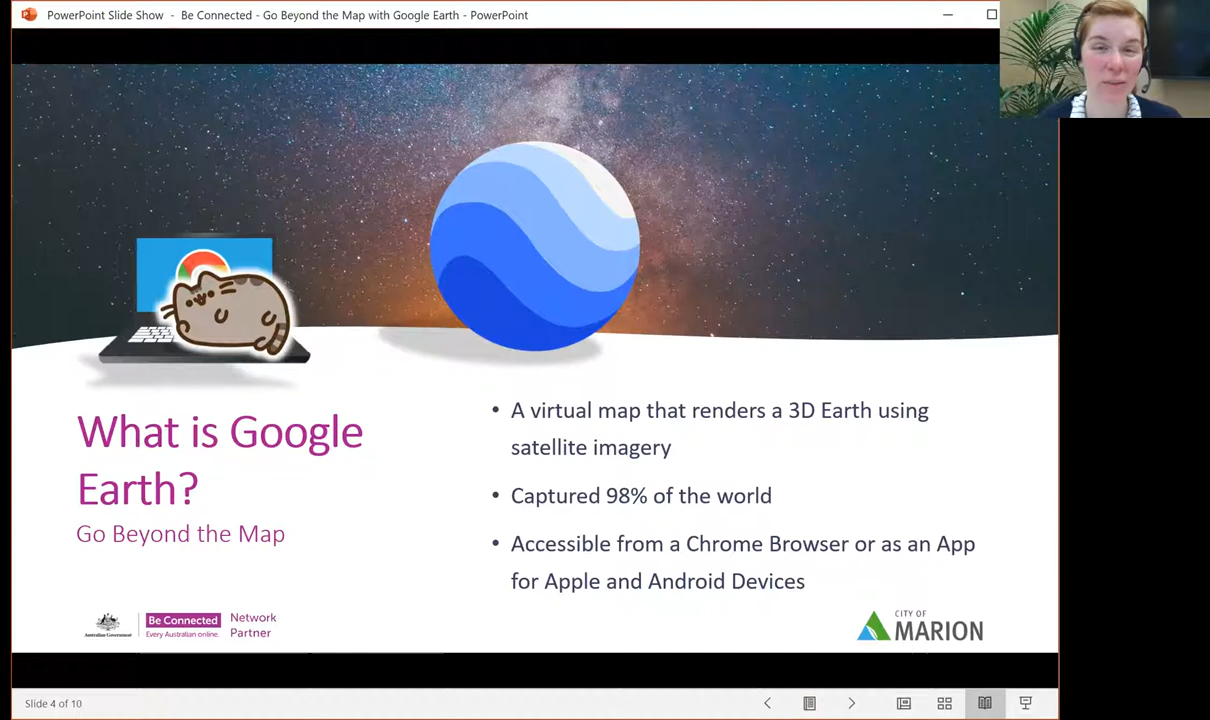 PowerPoint Slide Show - Be Connected - Go Beyond the Map with Google Earth - PowerPoint
What is Google
Earth?
Go Beyond the Map
• A virtual map that renders a 3D Earth using
satellite imagery
• Captured 98% of the world
• Accessible from a Chrome Browser or as an App
for Apple and Android Devices
Australian Government
Be Connected
Every Australian online.
Network
Partner
CITY OF
MARION
Slide 4 of 10